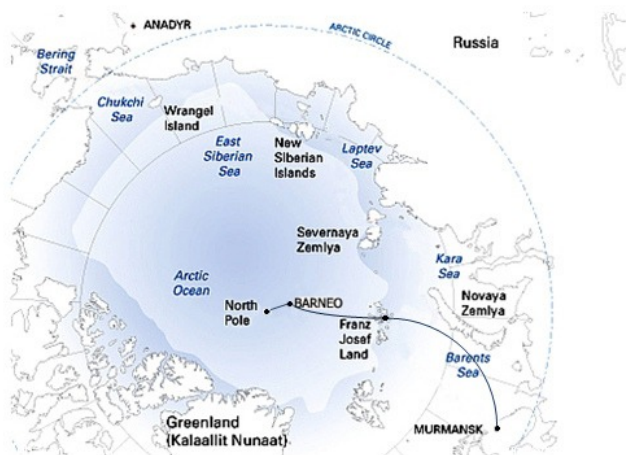 ANADYR
ARCTIC CIRCLE
Russia
Bering
Strait
Chukchi
Sea
Wrangel
Island
East
Siberian
Sea
New
Siberian
Islands
Laptev
Sea
Severnaya
Zemlya
Kara
Sea
Arctic
Ocean
North
Pole
BARNEO
Novaya
Zemlya
Franz
Josef
Land
Barents
Sea
Greenland
(Kalaallit Nunaat)
MURMANSK